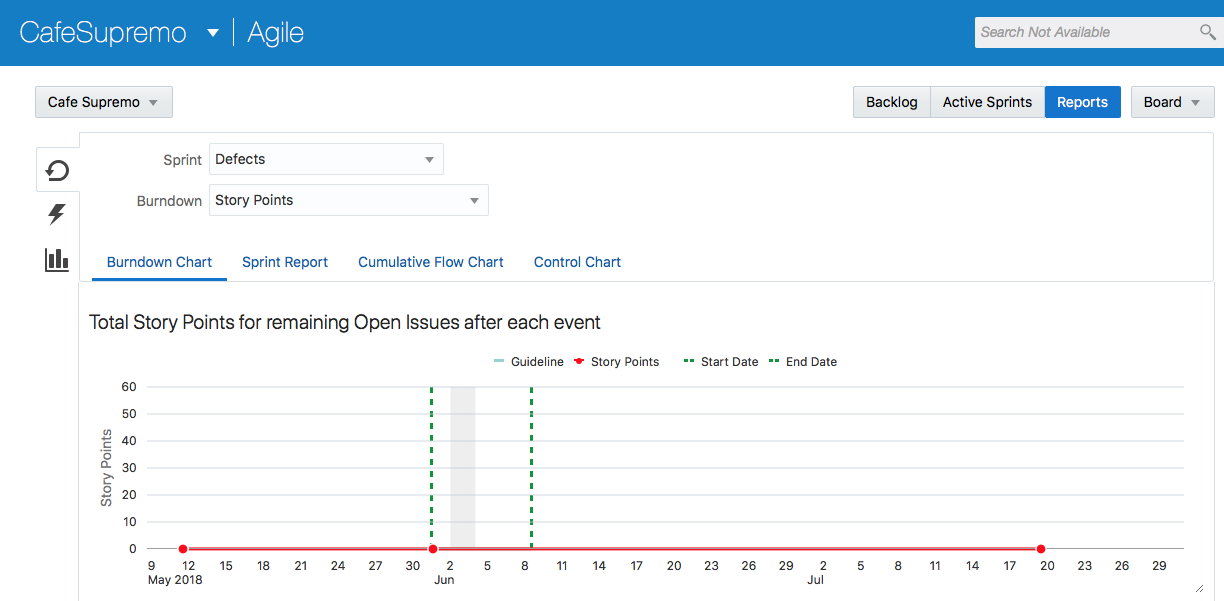 CafeSupremo Agile Search Not Available
Cafe Supremo Backlog Active Sprints Reports Board
Sprint Defects
Burndown Story Points
Burndown Chart Sprint Report Cumulative Flow Chart Control Chart
Total Story Points for remaining Open Issues after each event
Guideline Story Points Start Date End Date
60
50
40
30
20
10
0
Story Points
9 12 15 18 21 24 27 30 2 5 8 11 14 17 20 23 26 29 2 5 8 11 14 17 20 23 26 29
May 2018 Jun Jul